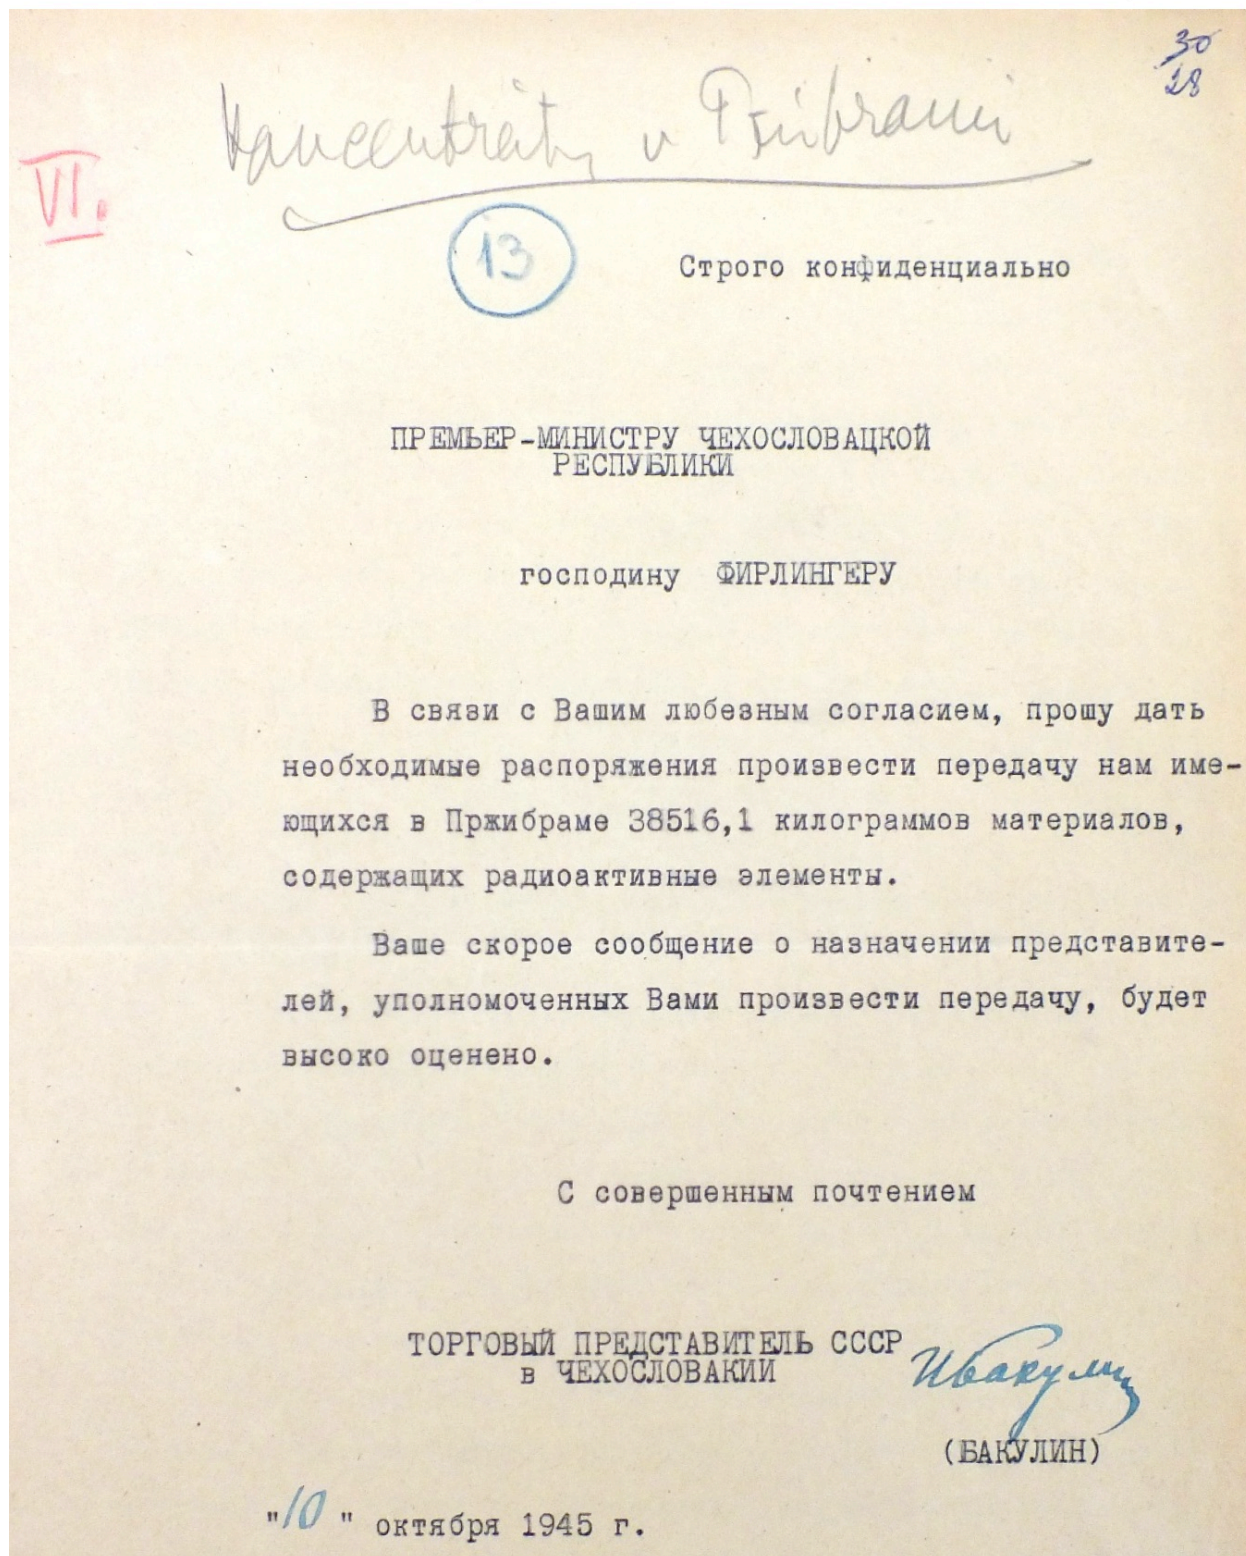 30
28
Koncentráty v Příbrami
VI.
13
Строго конфиденциально
ПРЕМЬЕР-МИНИСТРУ ЧЕХОСЛОВАЦКОЙ
РЕСПУБЛИКИ
господину ФИРЛИНГЕРУ
В связи с Вашим любезным согласием, прошу дать
необходимые распоряжения произвести передачу нам име-
ющихся в Пржибраме 38516,1 килограммов материалов,
содержащих радиоактивные элементы.
Ваше скорое сообщение о назначении представите-
лей, уполномоченных Вами произвести передачу, будет
высоко оценено.
С совершенным почтением
ТОРГОВЫЙ ПРЕДСТАВИТЕЛЬ СССР
в ЧЕХОСЛОВАКИИ
ИБакулин
(БАКУЛИН)
"10" октября 1945 г.